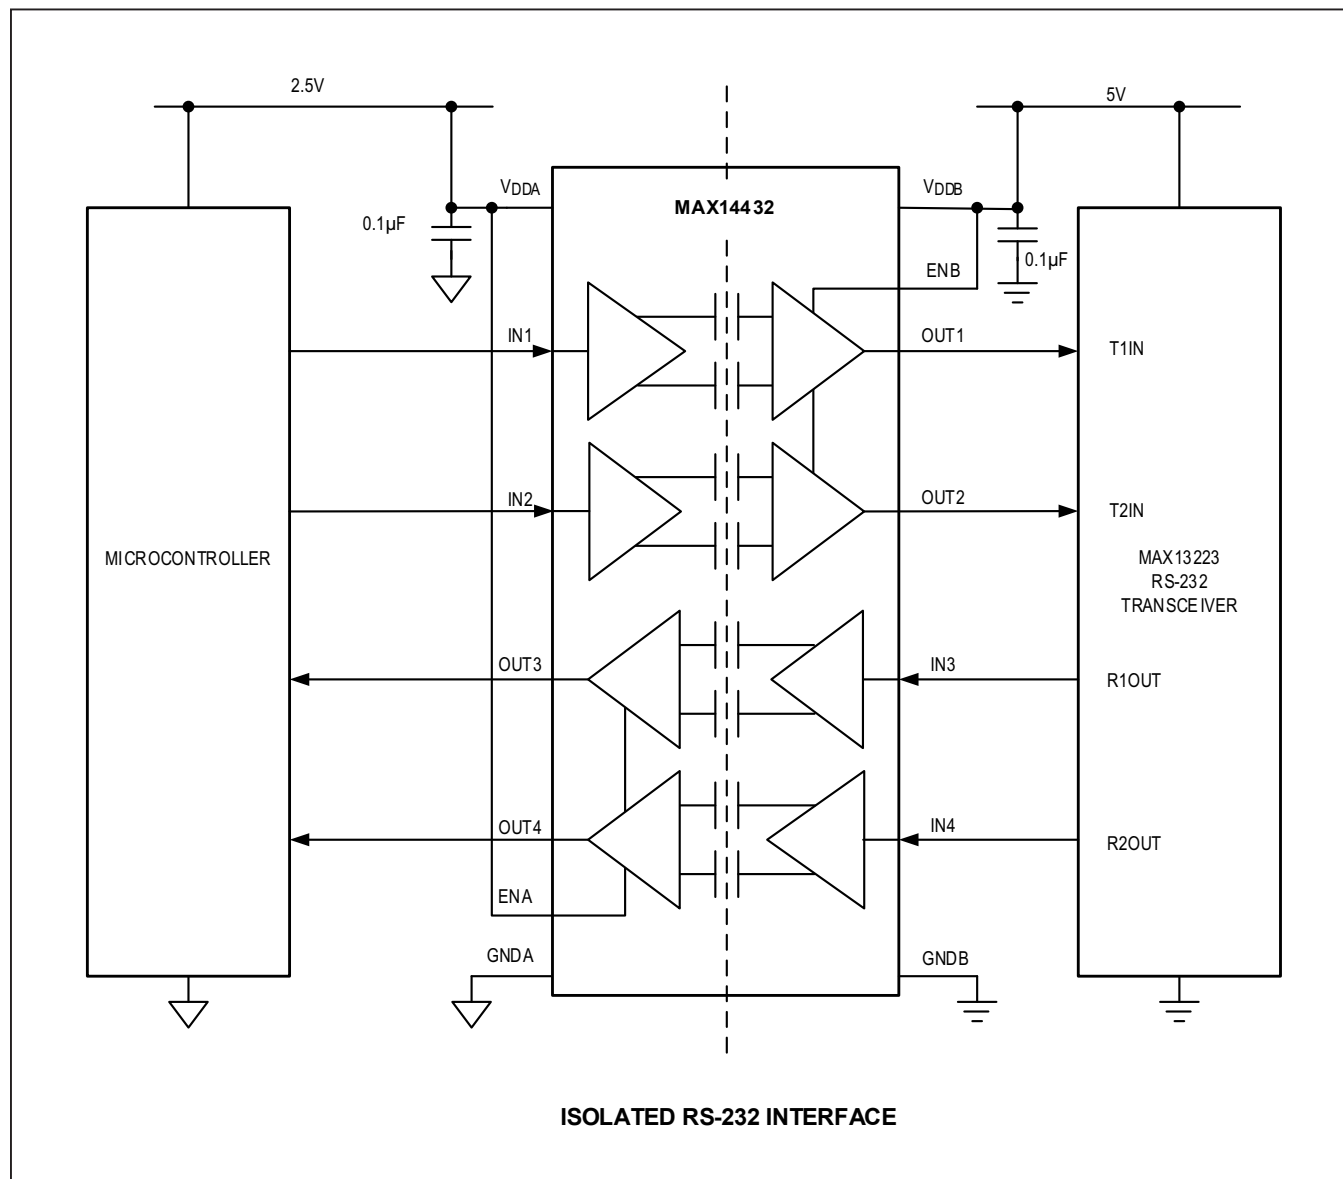 2.5V
5V
VDDA
MAX14432
VDDB
0.1µF
0.1µF
ENB
IN1
OUT1
T1IN
IN2
OUT2
T2IN
MICROCONTROLLER
MAX13223
RS-232
TRANSCEIVER
OUT3
IN3
R1OUT
OUT4
IN4
R2OUT
ENA
GNDA
GNDB
ISOLATED RS-232 INTERFACE